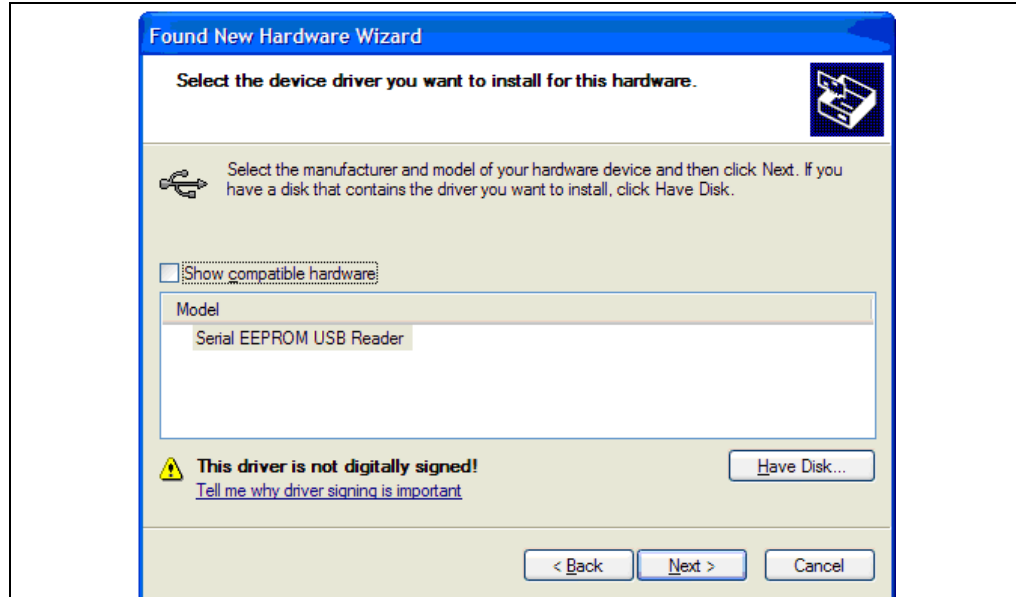 Found New Hardware Wizard
Select the device driver you want to install for this hardware.
Select the manufacturer and model of your hardware device and then click Next. If you
have a disk that contains the driver you want to install, click Have Disk.
Show compatible hardware
Model
Serial EEPROM USB Reader
This driver is not digitally signed!
Have Disk...
Tell me why driver signing is important
< Back
Next >
Cancel